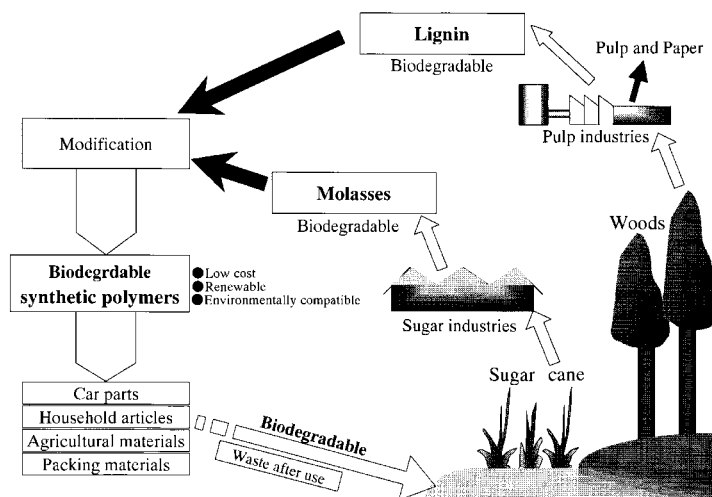 Lignin
Biodegradable
Pulp and Paper
Pulp industries
Modification
Molasses
Biodegradable
Woods
Biodegrdable
synthetic polymers
Low cost
Renewable
Environmentally compatible
Sugar industries
Sugar cane
Car parts
Household articles
Agricultural materials
Packing materials
Biodegradable
Waste after use